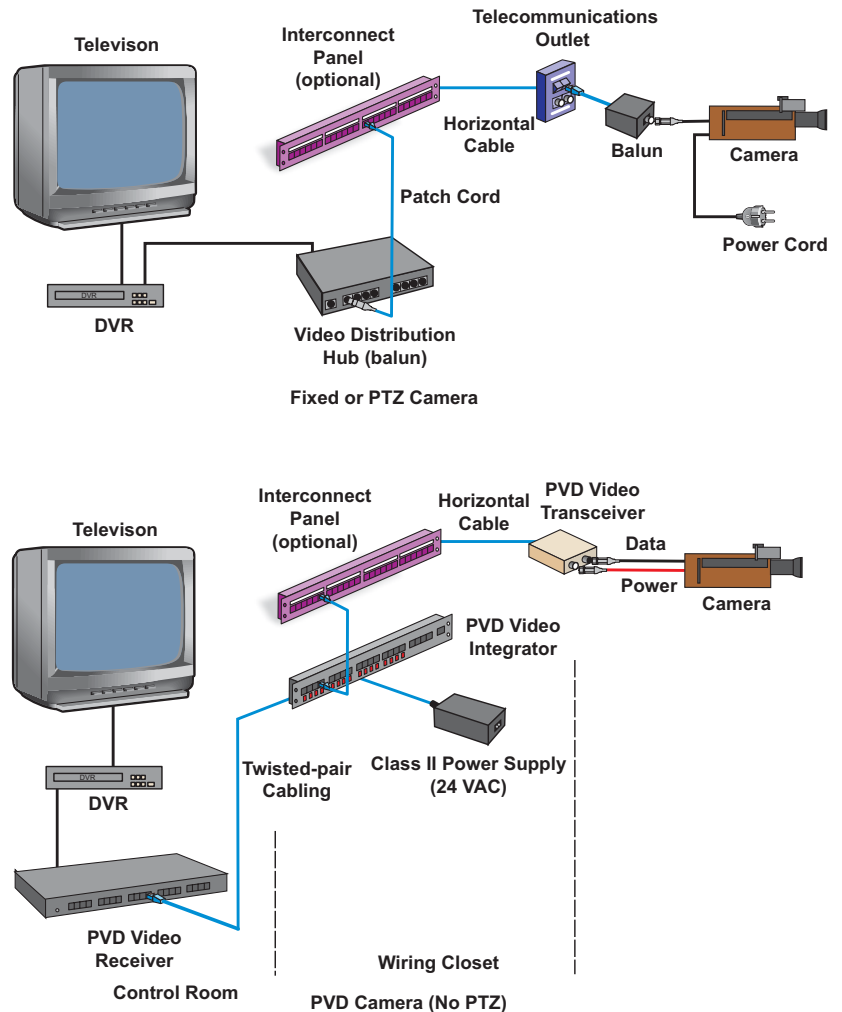 Televison
Interconnect
Panel
(optional)
Telecommunications
Outlet
Horizontal
Cable
Balun
Camera
Patch Cord
Power Cord
DVR
DVR
Video Distribution
Hub (balun)
Fixed or PTZ Camera
Televison
Interconnect
Panel
(optional)
Horizontal
Cable
PVD Video
Transceiver
Data
Power
Camera
PVD Video
Integrator
Twisted-pair
Cabling
Class II Power Supply
(24 VAC)
DVR
DVR
PVD Video
Receiver
Control Room
Wiring Closet
PVD Camera (No PTZ)